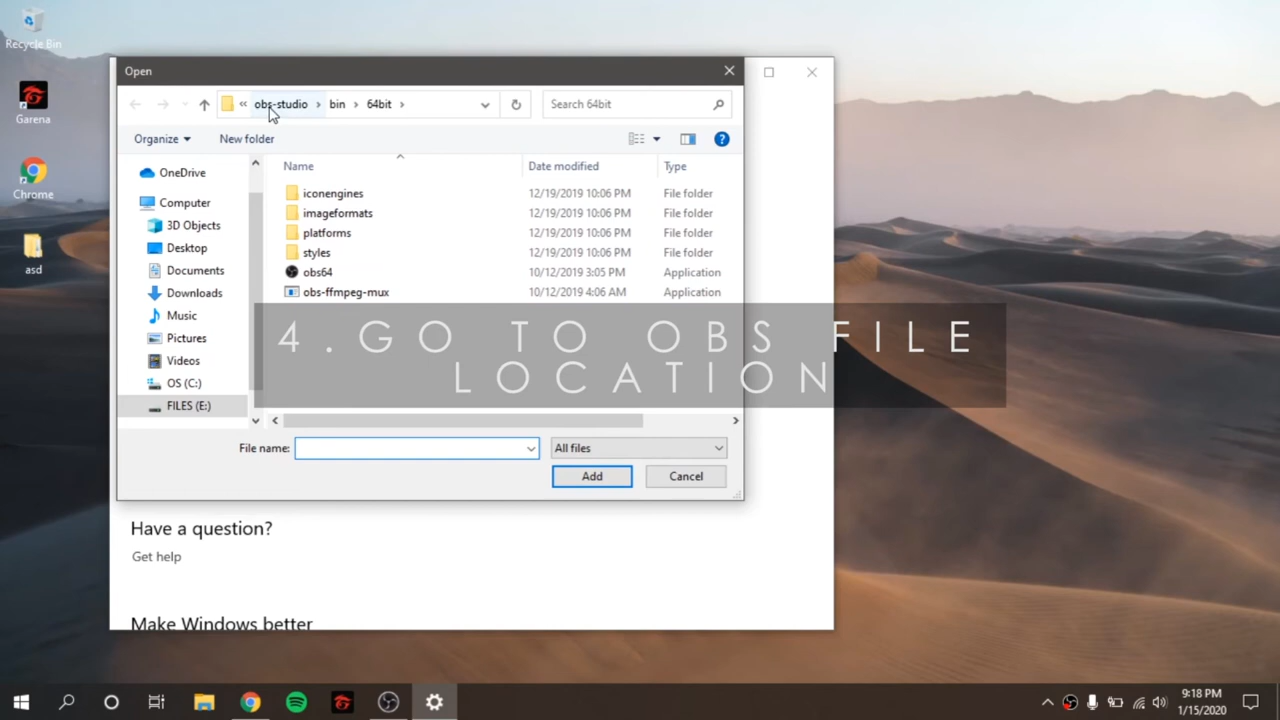 Recycle Bin
Garena
Chrome
asd
Open
« obs-studio › bin › 64bit ›
Search 64bit
Organize
New folder
Name
Date modified
Type
OneDrive
Computer
3D Objects
Desktop
Documents
Downloads
Music
Pictures
Videos
OS (C:)
FILES (E:)
iconengines 12/19/2019 10:06 PM File folder
imageformats 12/19/2019 10:06 PM File folder
platforms 12/19/2019 10:06 PM File folder
styles 12/19/2019 10:06 PM File folder
obs64 10/12/2019 3:05 PM Application
obs-ffmpeg-mux 10/12/2019 4:06 AM Application
4.GO TO OBS FILE
LOCATION
File name:
All files
Add
Cancel
Have a question?
Get help
Make Windows better
9:18 PM
1/15/2020